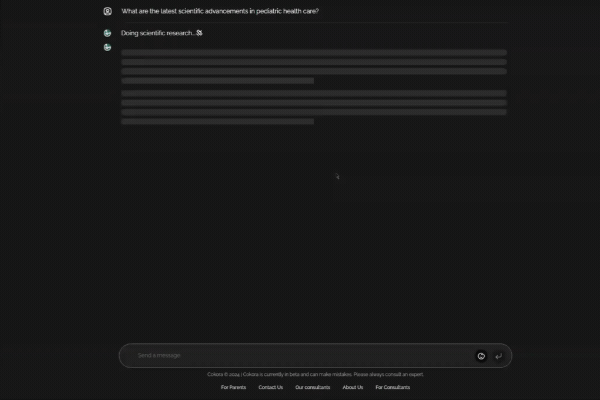 What are the latest scientific advancements in pediatric health care?
Doing scientific research...
Send a message
© 2024 | is currently in beta and can make mistakes. Please always consult an expert.
For Parents Contact Us Our consultants About Us For Consultants